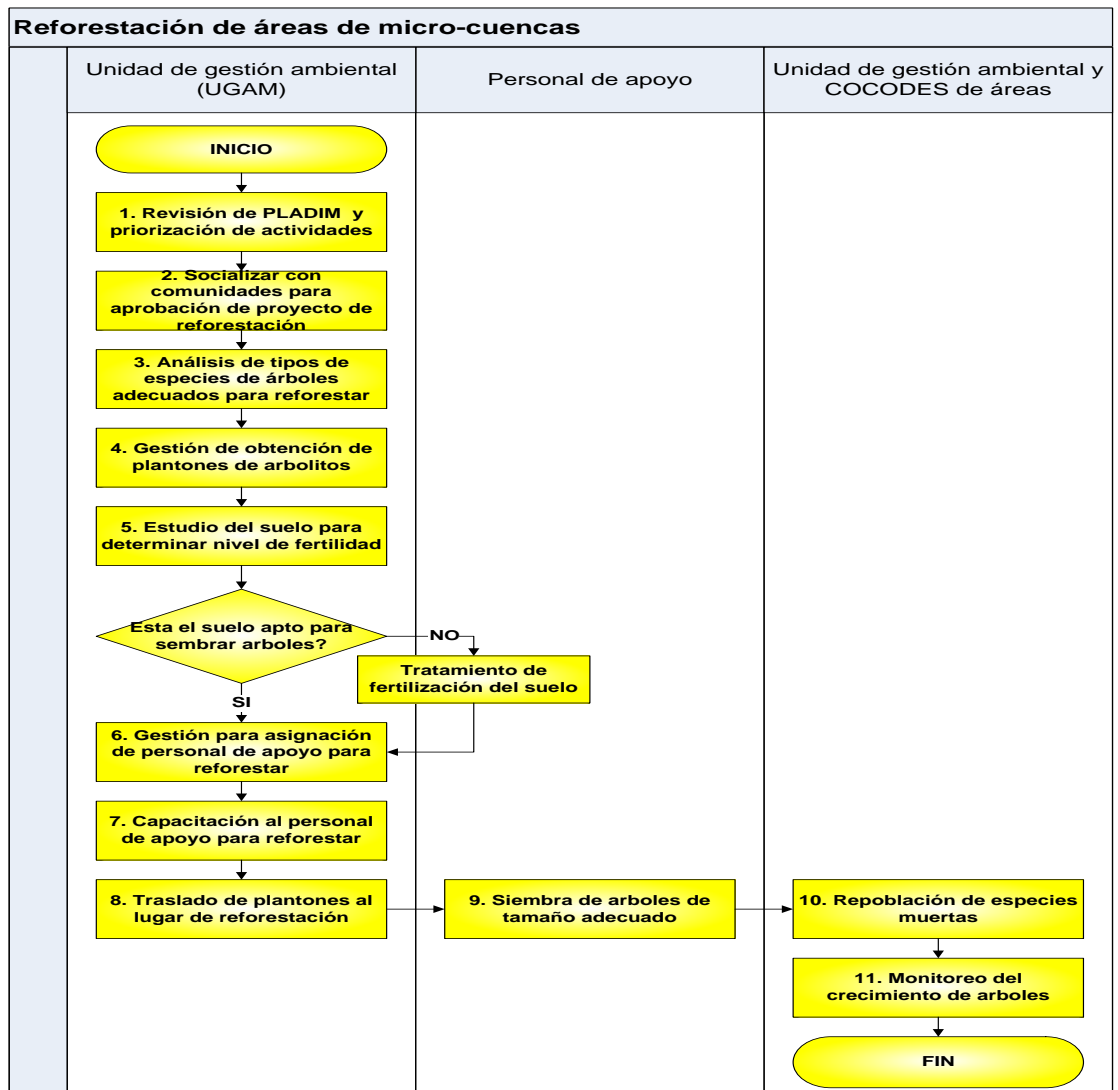 Reforestación de áreas de micro-cuencas
Unidad de gestión ambiental
(UGAM)
Personal de apoyo
Unidad de gestión ambiental y
COCODES de áreas
INICIO
1. Revisión de PLADIM y
priorización de actividades
2. Socializar con
comunidades para
aprobación de proyecto de
reforestación
3. Análisis de tipos de
especies de árboles
adecuados para reforestar
4. Gestión de obtención de
plantones de arbolitos
5. Estudio del suelo para
determinar nivel de fertilidad
Esta el suelo apto para
sembrar arboles?
NO
Tratamiento de
fertilización del suelo
SI
6. Gestión para asignación
de personal de apoyo para
reforestar
7. Capacitación al personal
de apoyo para reforestar
8. Traslado de plantones al
lugar de reforestación
9. Siembra de arboles de
tamaño adecuado
10. Repoblación de especies
muertas
11. Monitoreo del
crecimiento de arboles
FIN